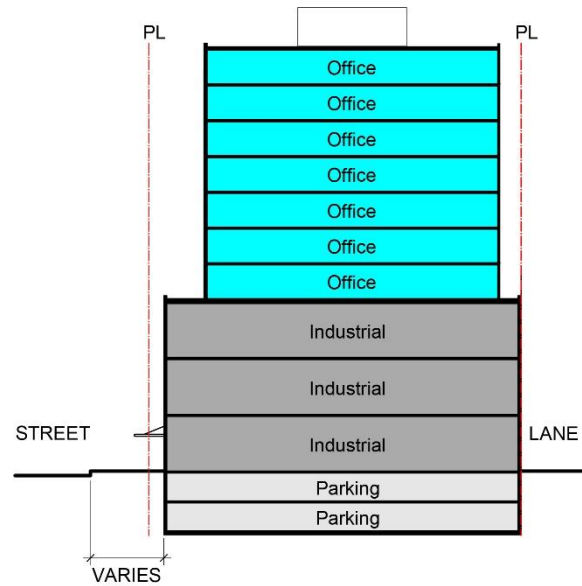 PL
PL
Office
Office
Office
Office
Office
Office
Office
Industrial
Industrial
STREET
Industrial
LANE
Parking
Parking
VARIES